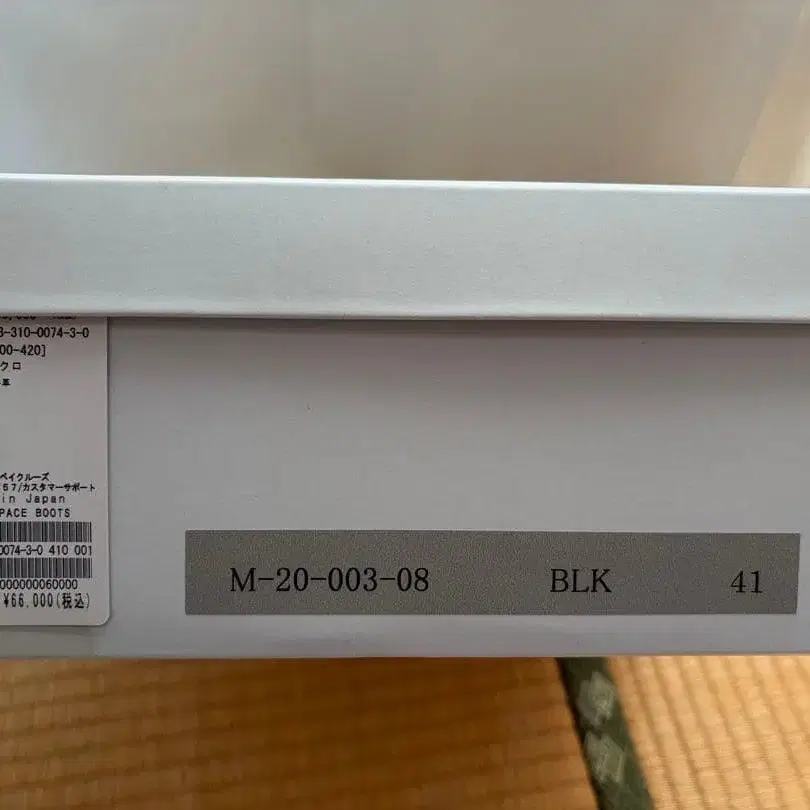 3-310-0074-3-0
00-420]
クロ
革
ベイクルーズ
57/カスタマーサポート
in Japan
PACE BOOTS
0074-3-0 410 001
000000060000
¥66,000(税込)
M-20-003-08 BLK 41